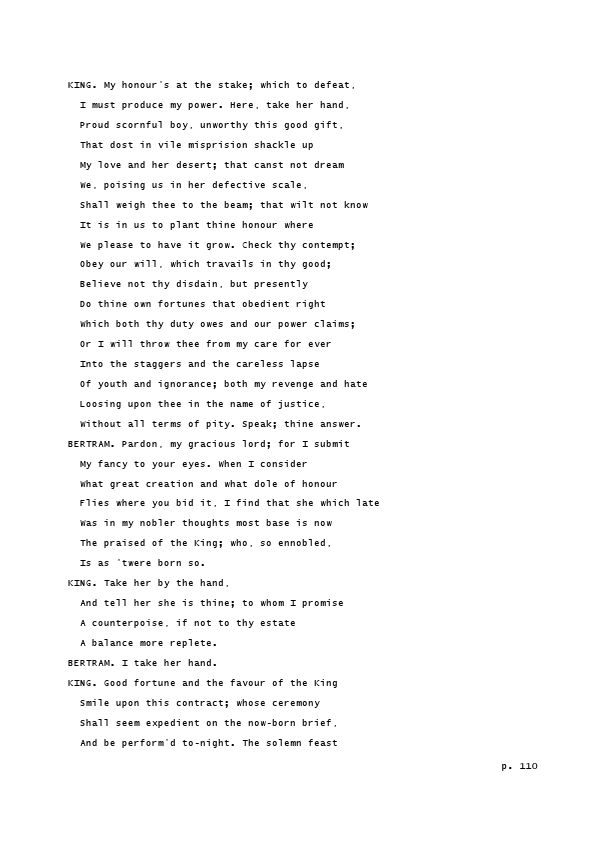 KING. My honour's at the stake; which to defeat,
I must produce my power. Here, take her hand,
Proud scornful boy, unworthy this good gift,
That dost in vile misprision shackle up
My love and her desert; that canst not dream
We, poising us in her defective scale,
Shall weigh thee to the beam; that wilt not know
It is in us to plant thine honour where
We please to have it grow. Check thy contempt;
Obey our will, which travails in thy good;
Believe not thy disdain, but presently
Do thine own fortunes that obedient right
Which both thy duty owes and our power claims;
Or I will throw thee from my care for ever
Into the staggers and the careless lapse
Of youth and ignorance; both my revenge and hate
Loosing upon thee in the name of justice,
Without all terms of pity. Speak; thine answer.
BERTRAM. Pardon, my gracious lord; for I submit
My fancy to your eyes. When I consider
What great creation and what dole of honour
Flies where you bid it, I find that she which late
Was in my nobler thoughts most base is now
The praised of the King; who, so ennobled,
Is as 'twere born so.
KING. Take her by the hand,
And tell her she is thine; to whom I promise
A counterpoise, if not to thy estate
A balance more replete.
BERTRAM. I take her hand.
KING. Good fortune and the favour of the King
Smile upon this contract; whose ceremony
Shall seem expedient on the now-born brief,
And be perform'd to-night. The solemn feast
p. 110